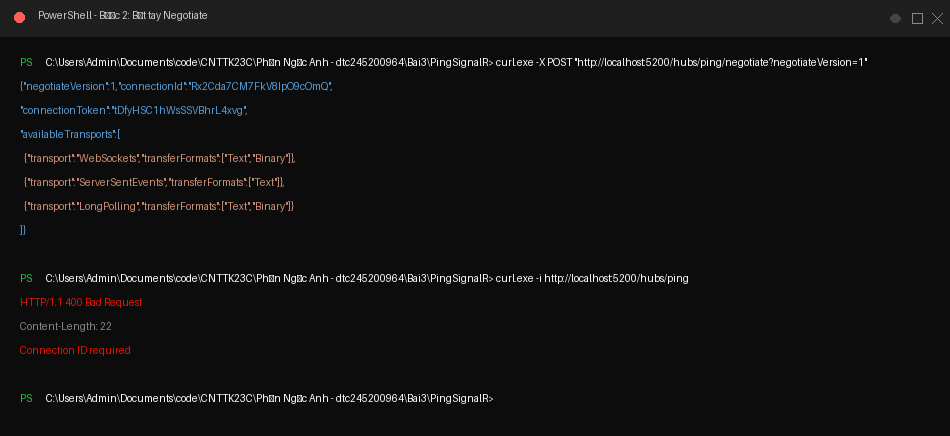 PowerShell - B□□c 2: B□t tay Negotiate
PS C:\Users\Admin\Documents\code\CNTTK23C\Ph□n Ng□c Anh - dtc245200964\Bai3\PingSignalR> curl.exe -X POST "http://localhost:5200/hubs/ping/negotiate?negotiateVersion=1"
{"negotiateVersion":1,"connectionId":"Rx2Cda7CM7FkV8lpO9cOmQ",
"connectionToken":"tDfyHSC1hWsSSVBhrL4xvg",
"availableTransports":[
{"transport":"WebSockets","transferFormats":["Text","Binary"]},
{"transport":"ServerSentEvents","transferFormats":["Text"]},
{"transport":"LongPolling","transferFormats":["Text","Binary"]}
]}
PS C:\Users\Admin\Documents\code\CNTTK23C\Ph□n Ng□c Anh - dtc245200964\Bai3\PingSignalR> curl.exe -i http://localhost:5200/hubs/ping
HTTP/1.1 400 Bad Request
Content-Length: 22
Connection ID required
PS C:\Users\Admin\Documents\code\CNTTK23C\Ph□n Ng□c Anh - dtc245200964\Bai3\PingSignalR>